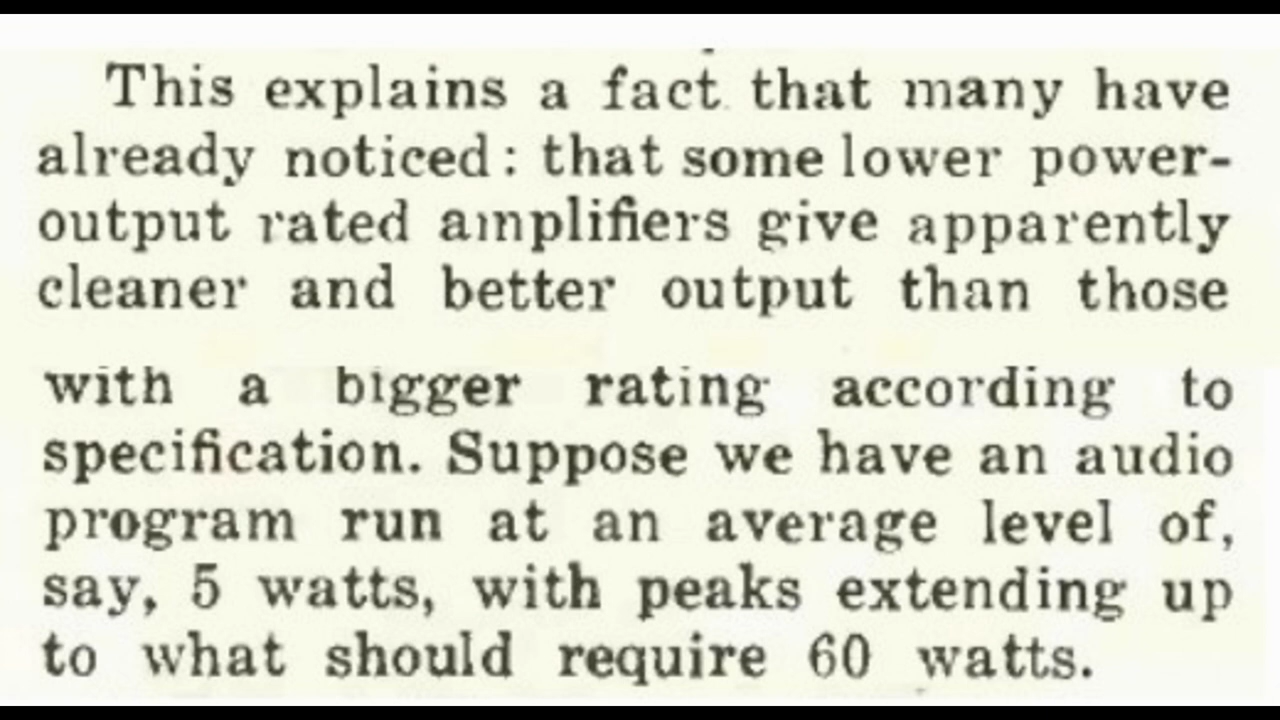 This explains a fact that many have
already noticed: that some lower power-
output rated amplifiers give apparently
cleaner and better output than those
with a bigger rating according to
specification. Suppose we have an audio
program run at an average level of,
say, 5 watts, with peaks extending up
to what should require 60 watts.